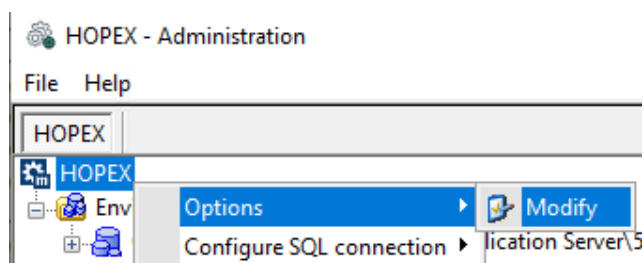 HOPEX - Administration
File Help
HOPEX
HOPEX
Env Options Modify
Configure SQL connection lication Server\5